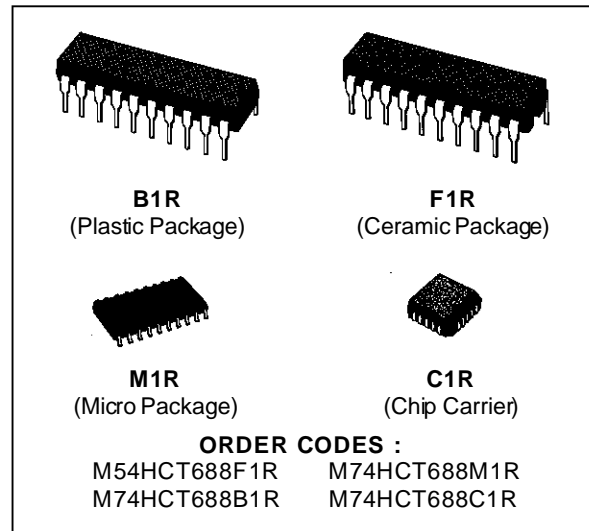 B1R
(Plastic Package)
F1R
(Ceramic Package)
M1R
(Micro Package)
C1R
(Chip Carrier)
ORDER CODES :
M54HCT688F1R M74HCT688M1R
M74HCT688B1R M74HCT688C1R